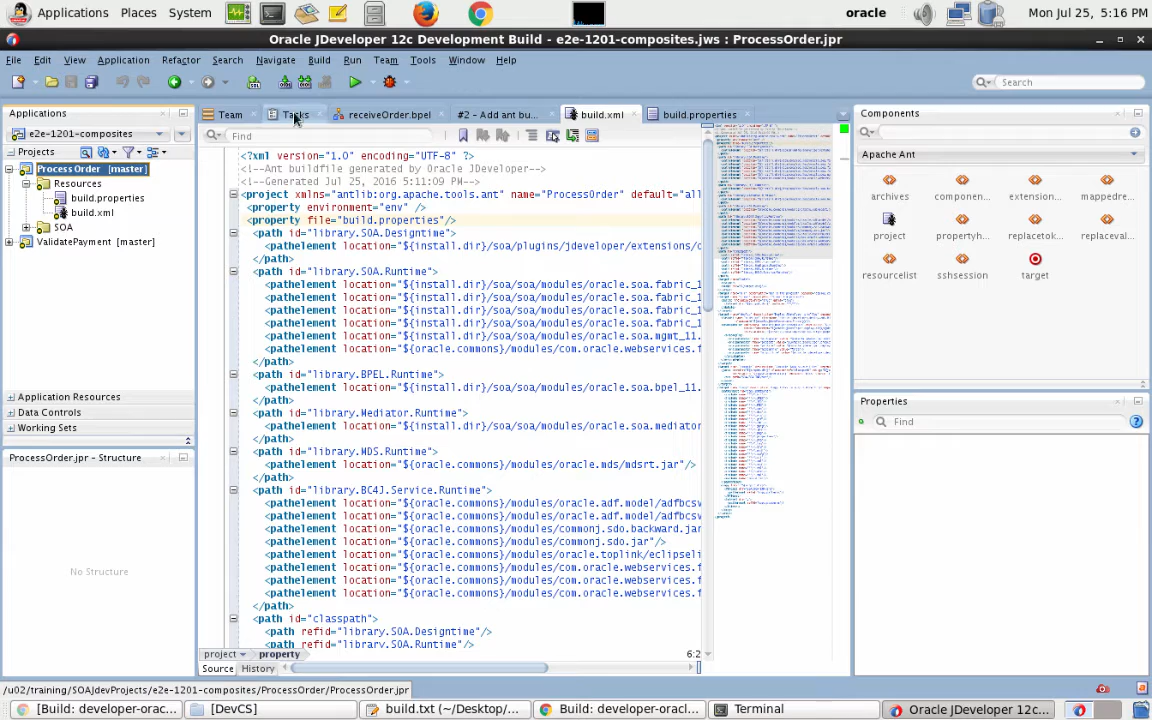 Applications Places System
oracle
Mon Jul 25, 5:16 PM
Oracle JDeveloper 12c Development Build - e2e-1201-composites.jws : ProcessOrder.jpr
File Edit View Application Refactor Search Navigate Build Run Team Tools Window Help
Search
Applications
e2e-1201-composites
Projects
Process Order [master]
Resources
build.properties
build.xml
SOA
ValidatePayment [master]
Application Resources
Data Controls
Working Sets
ProcessOrder.jpr - Structure
No Structure
Team Tasks receiveOrder.bpel #2 - Add ant bu... build.xml build.properties
Find
<?xml version="1.0" encoding="UTF-8" ?>
<!--Ant buildfile generated by Oracle JDeveloper-->
<!--Generated Jul 25, 2016 5:11:09 PM-->
<project xmlns="antlib:org.apache.tools.ant" name="ProcessOrder" default="all
<property environment="env" />
<property file="build.properties"/>
<path id="library.SOA.Designtime">
<pathelement location="${install.dir}/soa/plugins/jdeveloper/extensions/c
</path>
<path id="library.SOA.Runtime">
<pathelement location="${install.dir}/soa/soa/modules/oracle.soa.fabric_1
<pathelement location="${install.dir}/soa/soa/modules/oracle.soa.fabric_1
<pathelement location="${install.dir}/soa/soa/modules/oracle.soa.fabric_1
<pathelement location="${install.dir}/soa/soa/modules/oracle.soa.fabric_1
<pathelement location="${install.dir}/soa/soa/modules/oracle.soa.mgmt_11.
<pathelement location="${oracle.commons}/modules/com.oracle.webservices.f
</path>
<path id="library.BPEL.Runtime">
<pathelement location="${install.dir}/soa/soa/modules/oracle.soa.bpel_11.
</path>
<path id="library.Mediator.Runtime">
<pathelement location="${install.dir}/soa/soa/modules/oracle.soa.mediator
</path>
<path id="library.MDS.Runtime">
<pathelement location="${oracle.commons}/modules/oracle.mds/mdsrt.jar"/>
</path>
<path id="library.BC4J.Service.Runtime">
<pathelement location="${oracle.commons}/modules/oracle.adf.model/adfbcsv
<pathelement location="${oracle.commons}/modules/oracle.adf.model/adfbcsv
<pathelement location="${oracle.commons}/modules/commonj.sdo.backward.jar
<pathelement location="${oracle.commons}/modules/commonj.sdo.jar"/>
<pathelement location="${oracle.commons}/modules/oracle.toplink/eclipseli
<pathelement location="${oracle.commons}/modules/com.oracle.webservices.f
<pathelement location="${oracle.commons}/modules/com.oracle.webservices.f
<pathelement location="${oracle.commons}/modules/com.oracle.webservices.f
</path>
<path id="classpath">
<path refid="library.SOA.Designtime"/>
<path refid="library.SOA.Runtime"/>
project property 6:2
Source History
Components
Apache Ant
archives componen... extension... mappedre...
project propertyh... replacetok... replaceval...
resourcelist sshsession target
Properties
Find
/u02/training/SOAJdevProjects/e2e-1201-composites/ProcessOrder/ProcessOrder.jpr
[Build: developer-orac... [DevCS] build.txt (~/Desktop/... Build: developer-oracl... Terminal Oracle JDeveloper 12c...